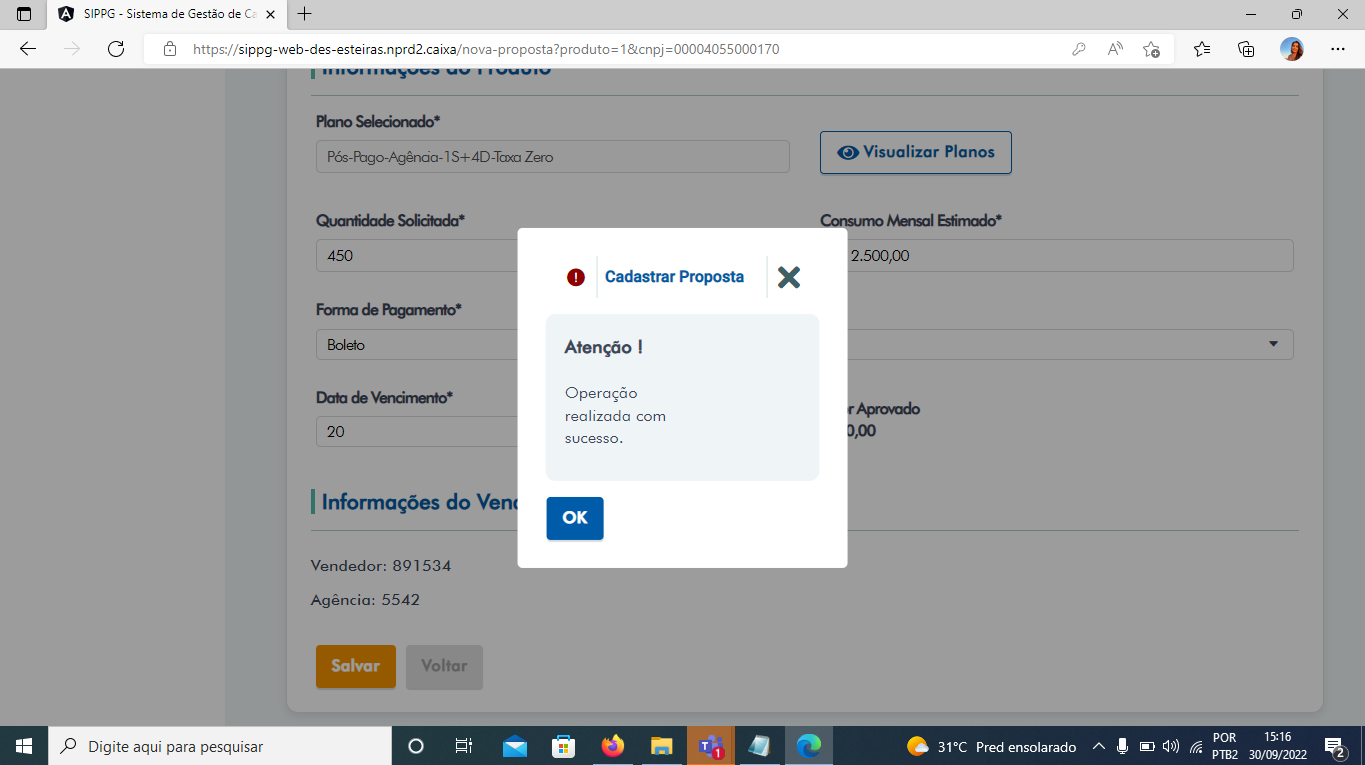 SIPPG - Sistema de Gestão de Ca
https://sippg-web-des-esteiras.nprd2.caixa/nova-proposta?produto=1&cnpj=00004055000170
Informações do Produto
Plano Selecionado*
Pós-Pago-Agência-1S+4D-Taxa Zero
Visualizar Planos
Quantidade Solicitada*
Consumo Mensal Estimado*
450
2.500,00
Cadastrar Proposta
Forma de Pagamento*
Boleto
Atenção !
Operação
realizada com
sucesso.
Data de Vencimento*
r Aprovado
20
0,00
Informações do Vend
OK
Vendedor: 891534
Agência: 5542
Salvar
Voltar
Digite aqui para pesquisar
1
31°C Pred ensolarado
POR
PTB2
15:16
30/09/2022
2